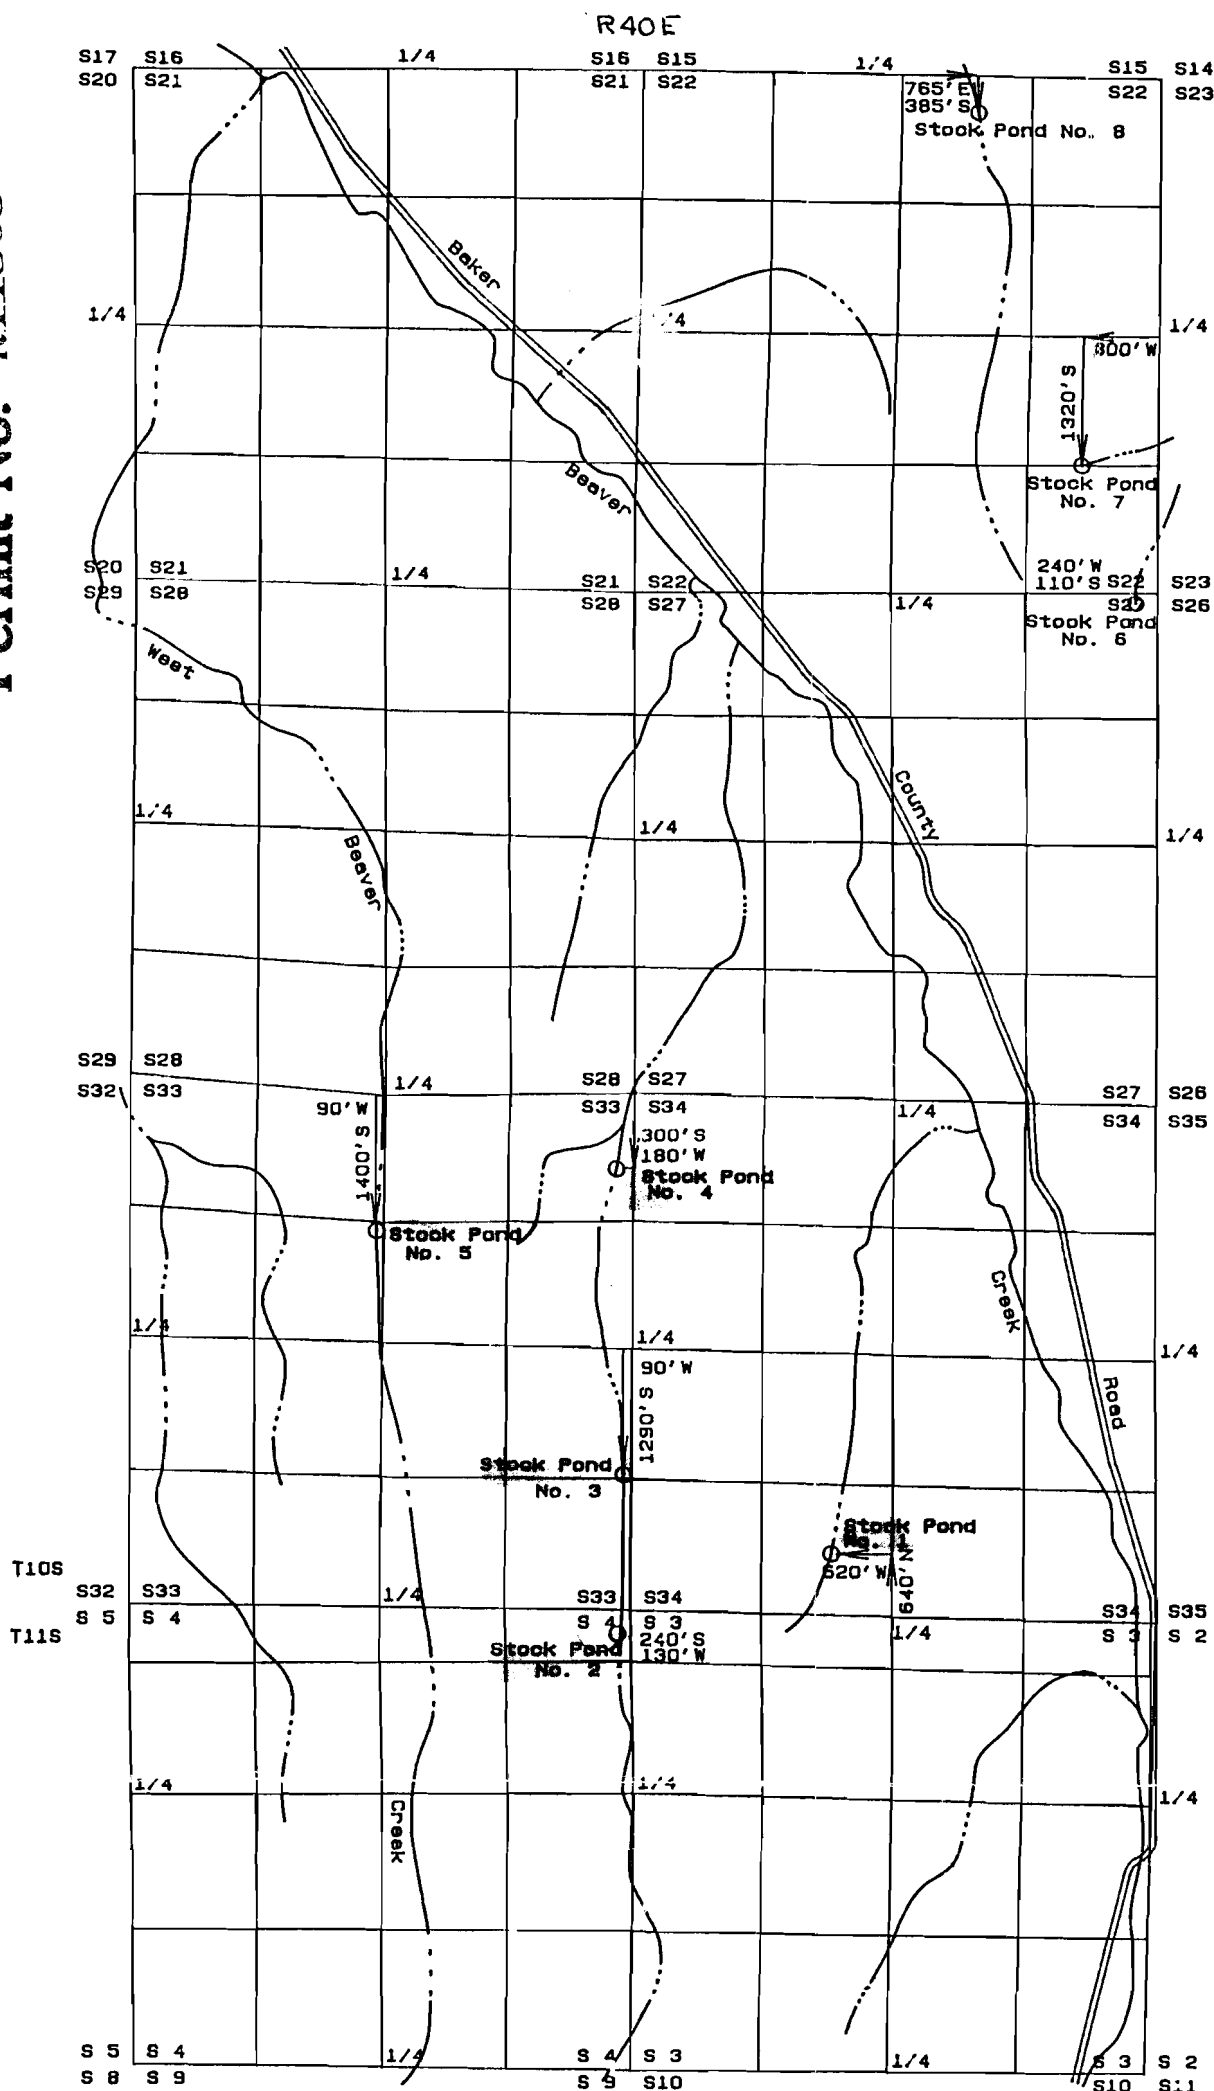 R40E
S17 S16 1/4 S16 S15 1/4 S15 S14
S20 S21 S21 S22 S22 S23
765'E
385'S
Stock Pond No. 8
Permit No.
Baker
1/4 1/4 1/4
800'W
1320'S
Stock Pond
No. 7
Beaver
S20 S21 1/4 S21 S22 240'W
110'S S22 S23
S29 S28 S28 S27 1/4 S27 S26
Stock Pond
No. 6
West
County
1/4 1/4 1/4
Beaver
S29 S28 1/4 S28 S27 S27 S26
S32 S33 S33 S34 1/4 S34 S35
90'W
1400'S
300'S
180'W
Stock Pond
No. 4
Stock Pond
No. 5
Creek
1/4 1/4 1/4
90'W
1290'S
Road
Stock Pond
No. 3
Stock Pond
No. 1
620'W
640'N
T10S
S32 S33 1/4 S33 S34 S34 S35
S 5 S 4 S 4 S 3 1/4 S 3 S 2
T11S
240'S
130'W
Stock Pond
No. 2
1/4 1/4 1/4
Creek
S 5 S 4 1/4 S 4 S 3 1/4 S 3 S 2
S 8 S 9 S 9 S10 S10 S11